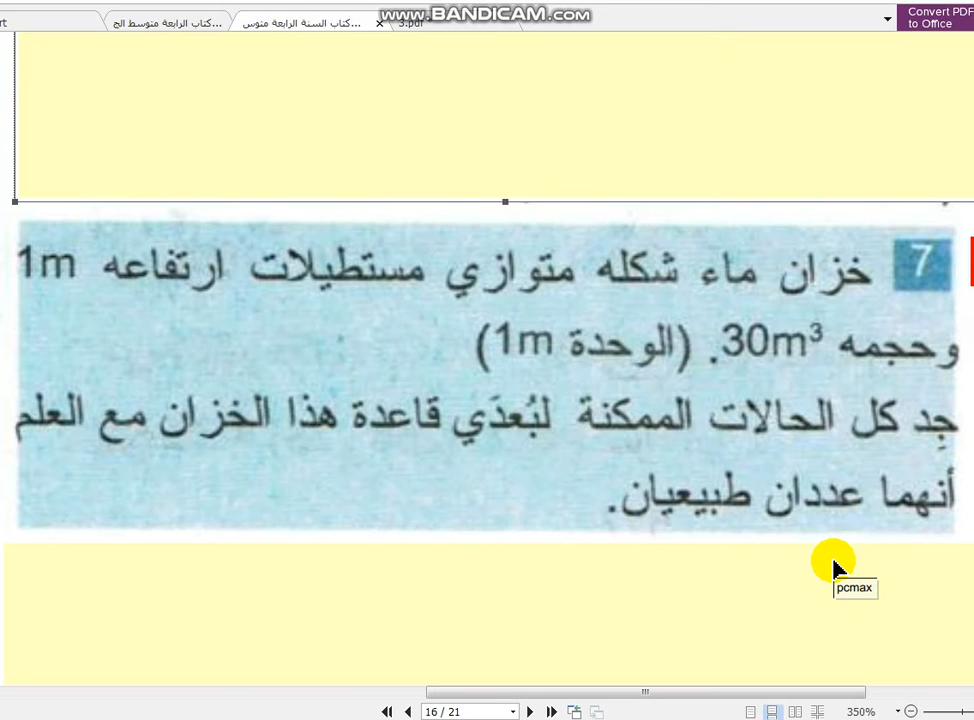 www.BANDICAM.com
كتاب الرابعة متوسط الج...
كتاب السنة الرابعة متوس...
3.pdf
Convert PDF
to Office
7 خزان ماء شكله متوازي مستطيلات ارتفاعه 1m
وحجمه 30m³. (الوحدة 1m)
جِد كل الحالات الممكنة لبُعدَي قاعدة هذا الخزان مع العلم
أنهما عددان طبيعيان.
pcmax
16 / 21
350%